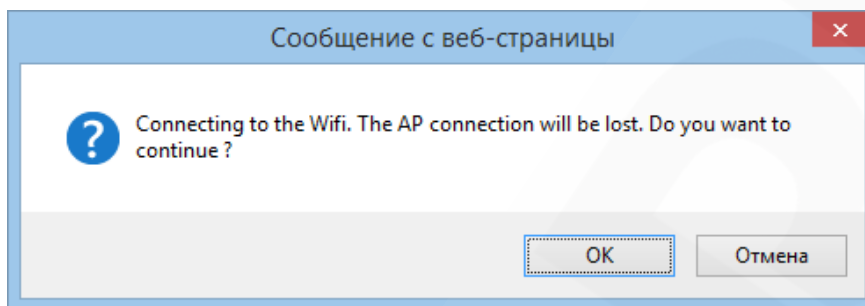 Сообщение с веб-страницы
Connecting to the Wifi. The AP connection will be lost. Do you want to
continue ?
OK
Отмена